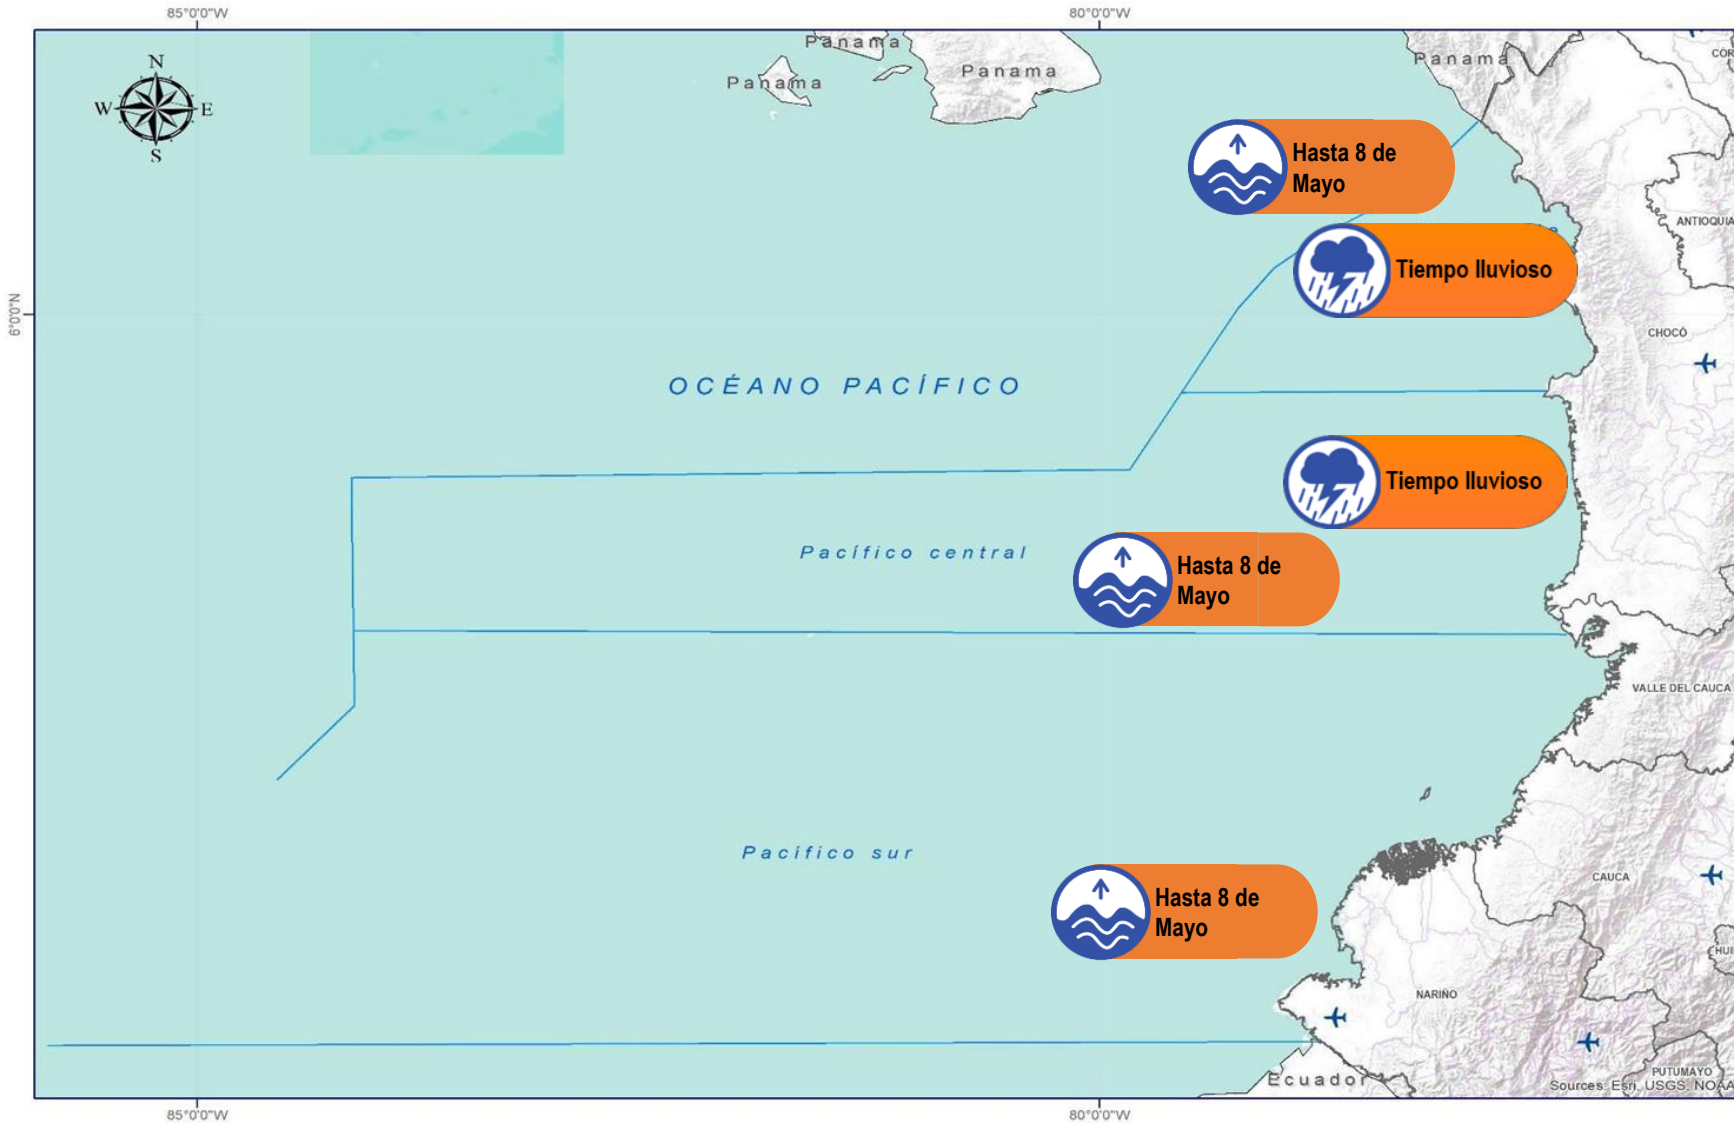 85°0'0"W
80°0'0"W
N
W
E
S
Panama
Panama
Panama
Panama
Hasta 8 de
Mayo
ANTIOQUIA
Tiempo lluvioso
6°0'0"N
CHOCÓ
OCÉANO PACÍFICO
Tiempo lluvioso
Pacífico central
Hasta 8 de
Mayo
VALLE DEL CAUCA
Pacífico sur
CAUCA
Hasta 8 de
Mayo
HUI
NARIÑO
Ecuador
PUTUMAYO
Sources: Esri, USGS, NOAA
85°0'0"W
80°0'0"W